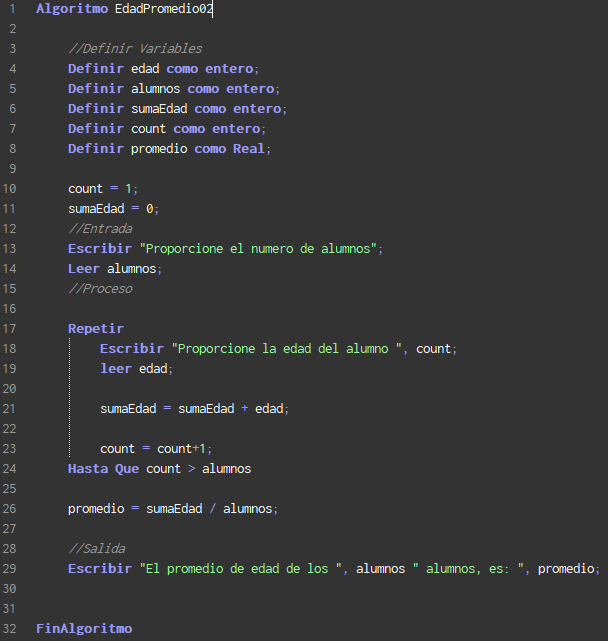 1 Algoritmo EdadPromedio02
2
3 //Definir Variables
4 Definir edad como entero;
5 Definir alumnos como entero;
6 Definir sumaEdad como entero;
7 Definir count como entero;
8 Definir promedio como Real;
9
10 count = 1;
11 sumaEdad = 0;
12 //Entrada
13 Escribir "Proporcione el numero de alumnos";
14 Leer alumnos;
15 //Proceso
16
17 Repetir
18 Escribir "Proporcione la edad del alumno ", count;
19 leer edad;
20
21 sumaEdad = sumaEdad + edad;
22
23 count = count+1;
24 Hasta Que count > alumnos
25
26 promedio = sumaEdad / alumnos;
27
28 //Salida
29 Escribir "El promedio de edad de los ", alumnos " alumnos, es: ", promedio;
30
31
32 FinAlgoritmo